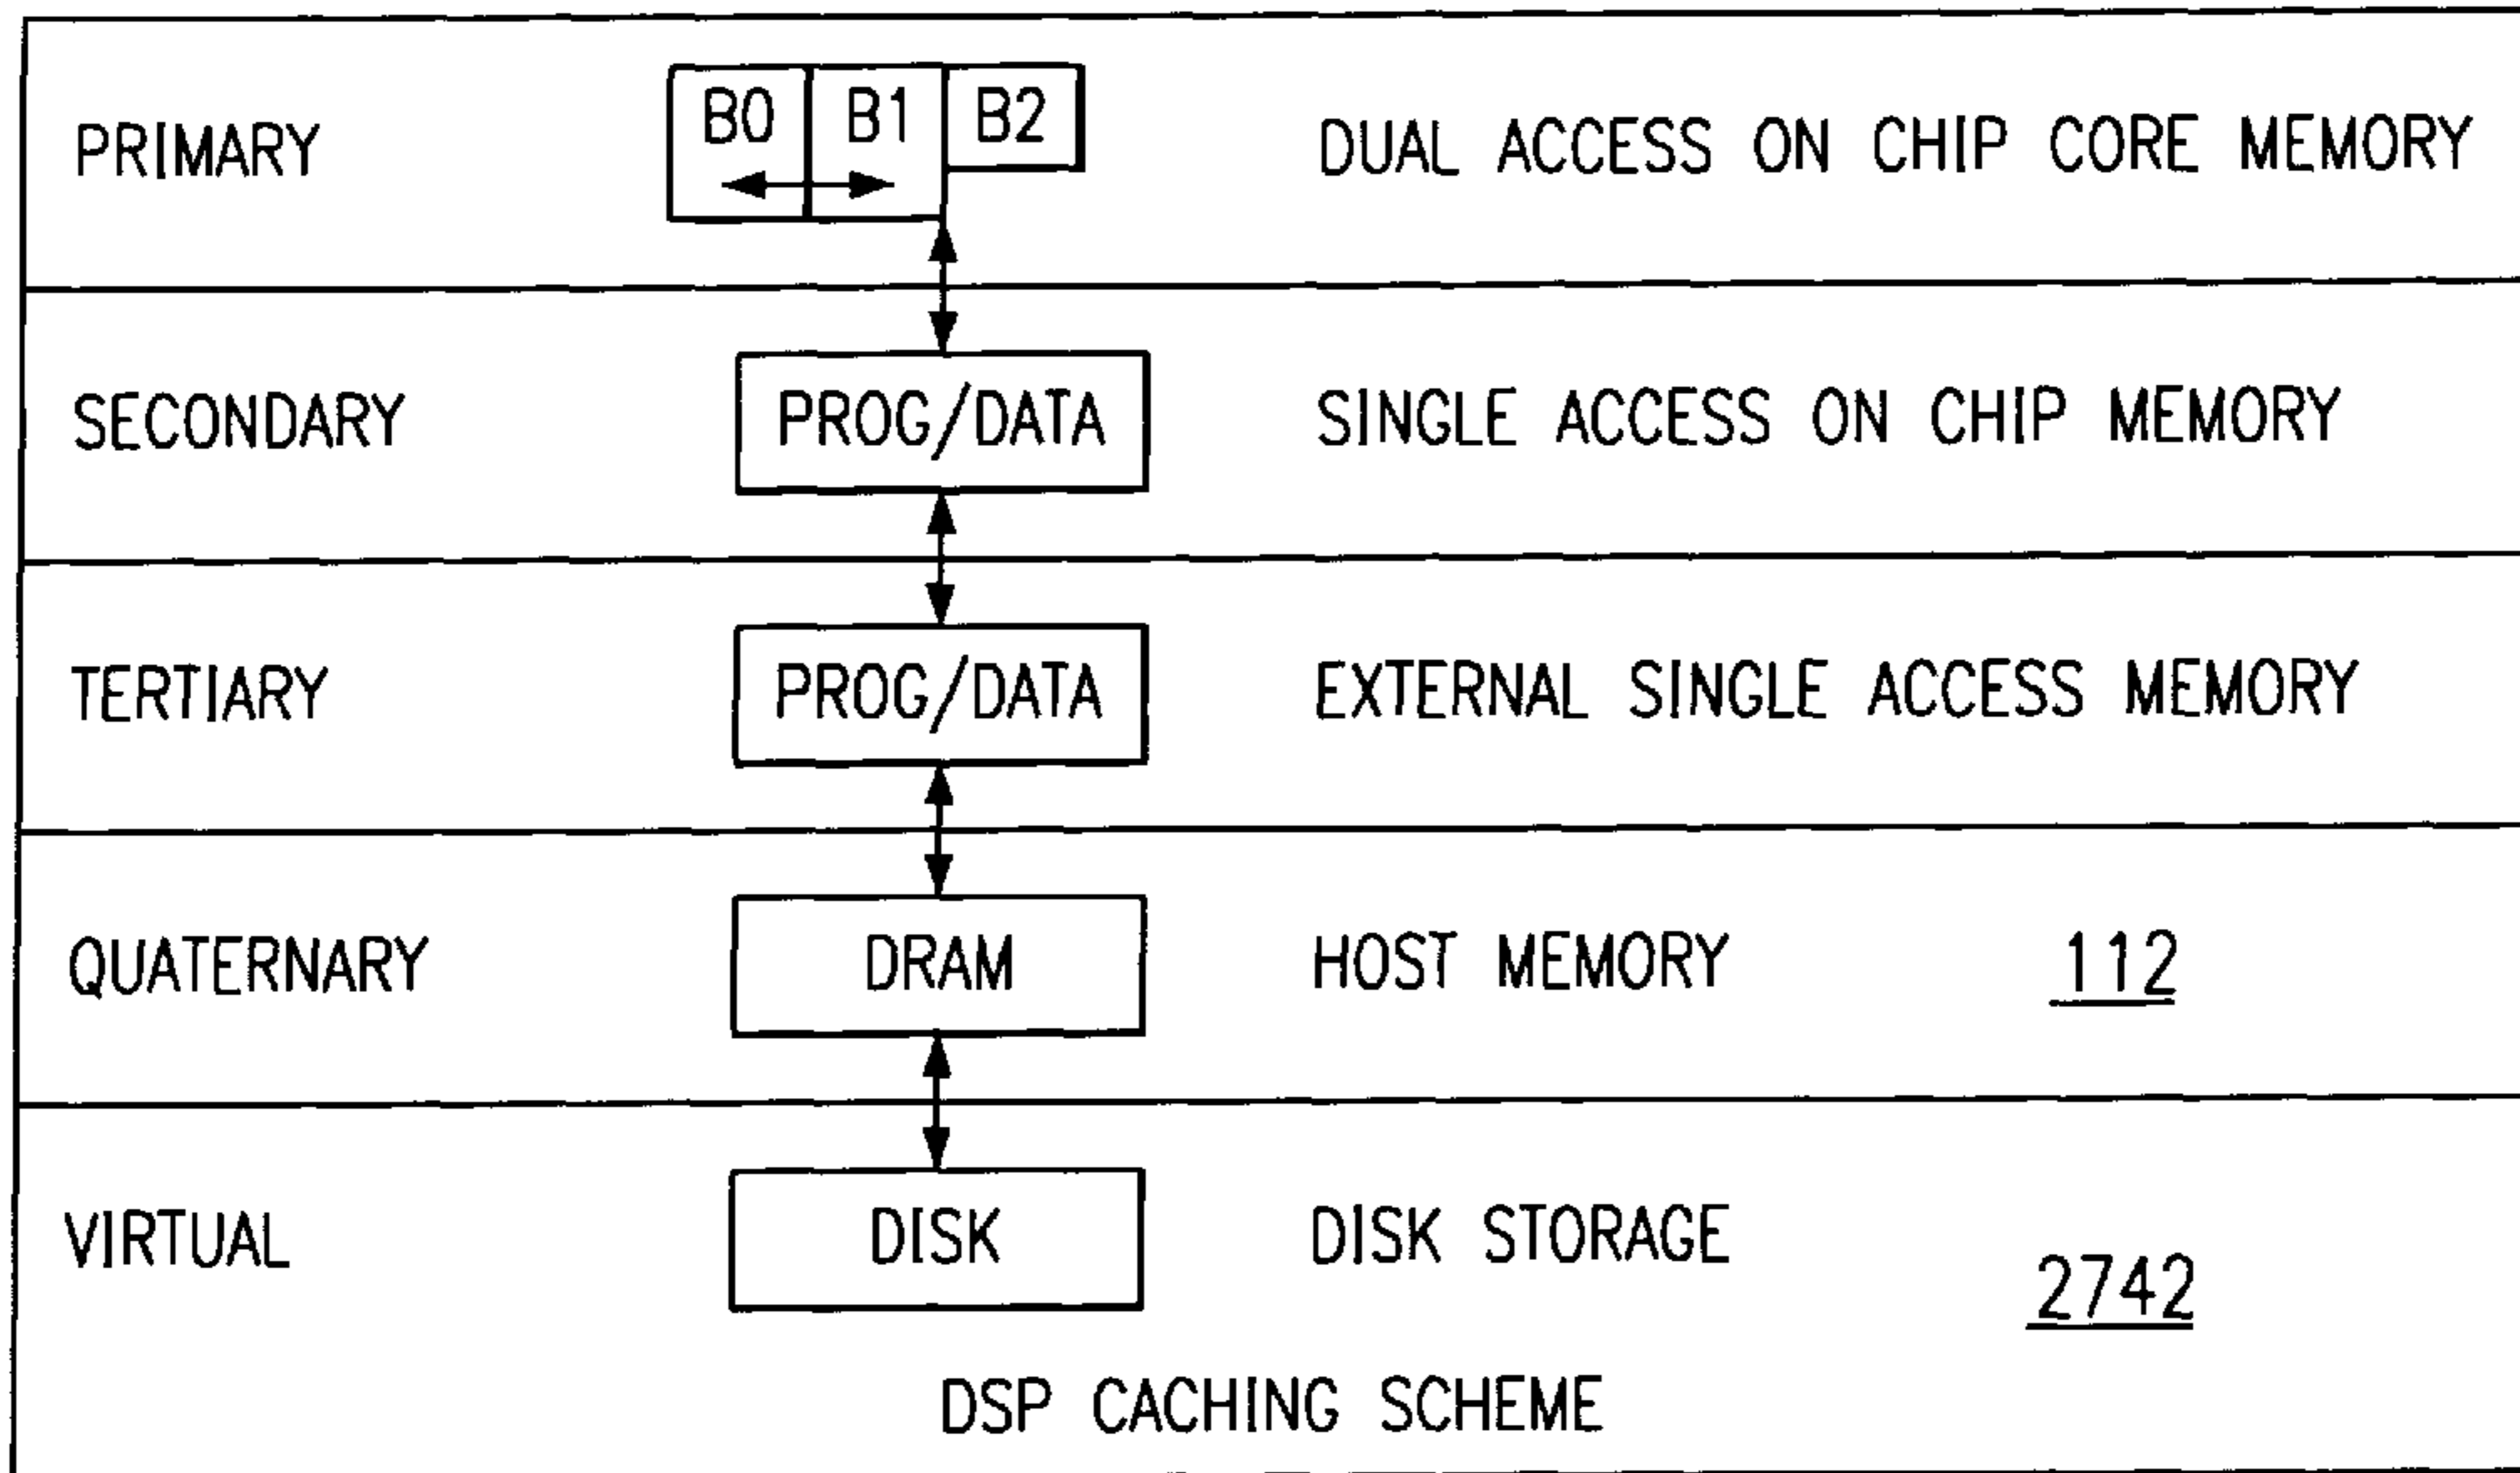 PRIMARY B0 B1 B2 DUAL ACCESS ON CHIP CORE MEMORY
SECONDARY PROG/DATA SINGLE ACCESS ON CHIP MEMORY
TERTIARY PROG/DATA EXTERNAL SINGLE ACCESS MEMORY
QUATERNARY DRAM HOST MEMORY 112
VIRTUAL DISK DISK STORAGE
2742
DSP CACHING SCHEME